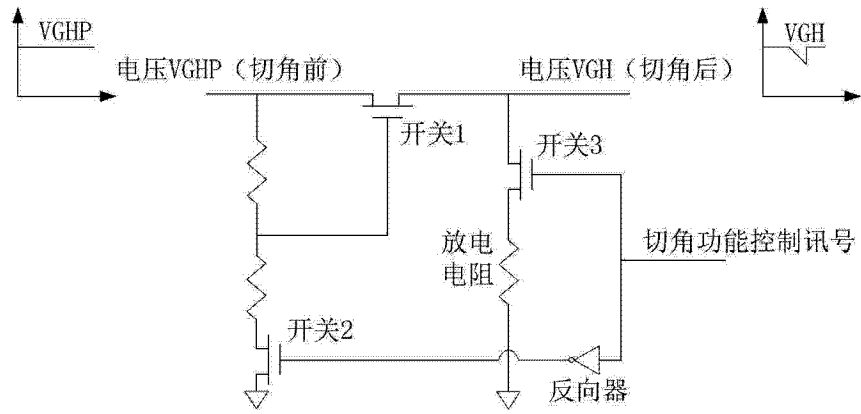 VGHP
VGH
电压VGHP（切角前）
电压VGH（切角后）
开关1
开关3
放电
电阻
切角功能控制讯号
开关2
反向器